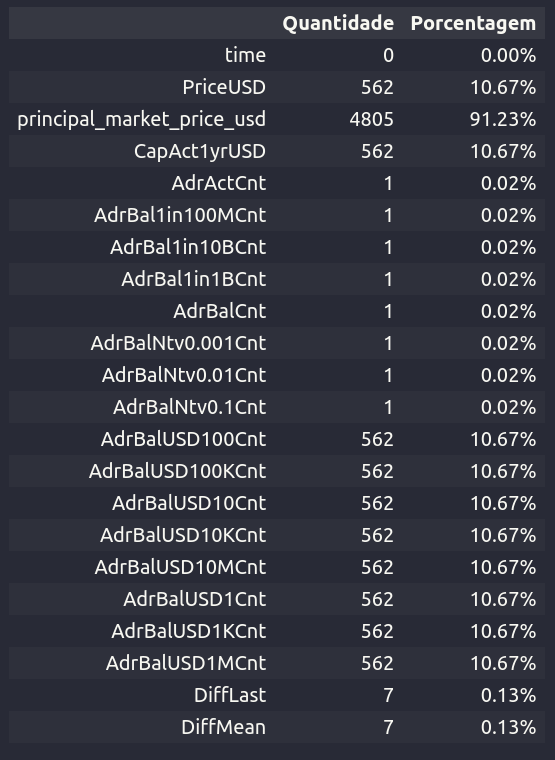 Quantidade Porcentagem
time 0 0.00%
PriceUSD 562 10.67%
principal_market_price_usd 4805 91.23%
CapAct1yrUSD 562 10.67%
AdrActCnt 1 0.02%
AdrBal1in100MCnt 1 0.02%
AdrBal1in10BCnt 1 0.02%
AdrBal1in1BCnt 1 0.02%
AdrBalCnt 1 0.02%
AdrBalNtv0.001Cnt 1 0.02%
AdrBalNtv0.01Cnt 1 0.02%
AdrBalNtv0.1Cnt 1 0.02%
AdrBalUSD100Cnt 562 10.67%
AdrBalUSD100KCnt 562 10.67%
AdrBalUSD10Cnt 562 10.67%
AdrBalUSD10KCnt 562 10.67%
AdrBalUSD10MCnt 562 10.67%
AdrBalUSD1Cnt 562 10.67%
AdrBalUSD1KCnt 562 10.67%
AdrBalUSD1MCnt 562 10.67%
DiffLast 7 0.13%
DiffMean 7 0.13%